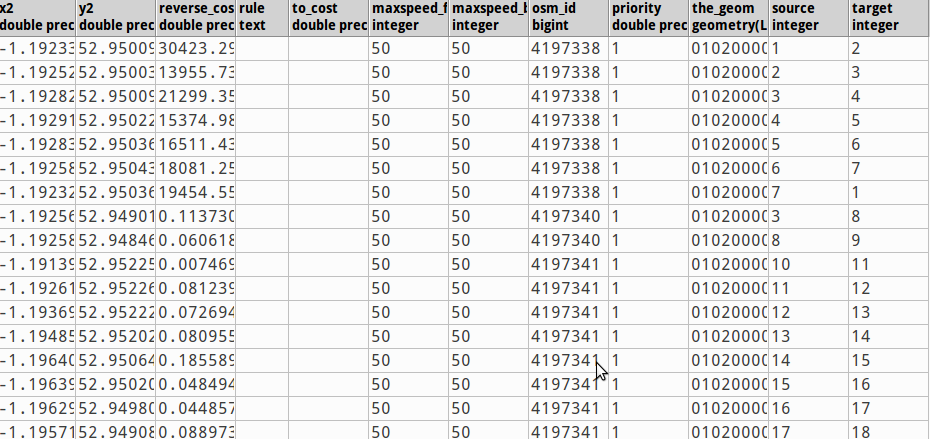 x2 y2 reverse_cos rule to_cost maxspeed_f maxspeed_b osm_id priority the_geom source target
double prec double prec double prec text double prec integer integer bigint double prec geometry(L integer integer
-1.19233 52.95009 30423.29 50 50 4197338 1 01020000 1 2
-1.19252 52.95003 13955.73 50 50 4197338 1 01020000 2 3
-1.19282 52.95009 21299.35 50 50 4197338 1 01020000 3 4
-1.19291 52.95022 15374.98 50 50 4197338 1 01020000 4 5
-1.19283 52.95036 16511.43 50 50 4197338 1 01020000 5 6
-1.19258 52.95043 18081.25 50 50 4197338 1 01020000 6 7
-1.19232 52.95036 19454.55 50 50 4197338 1 01020000 7 1
-1.19256 52.94901 0.113730 50 50 4197340 1 01020000 3 8
-1.19258 52.94846 0.060618 50 50 4197340 1 01020000 8 9
-1.19139 52.95225 0.007469 50 50 4197341 1 01020000 10 11
-1.19261 52.95226 0.081239 50 50 4197341 1 01020000 11 12
-1.19369 52.95222 0.072694 50 50 4197341 1 01020000 12 13
-1.19485 52.95202 0.080955 50 50 4197341 1 01020000 13 14
-1.19640 52.95064 0.185589 50 50 4197341 1 01020000 14 15
-1.19639 52.95020 0.048494 50 50 4197341 1 01020000 15 16
-1.19629 52.94980 0.044857 50 50 4197341 1 01020000 16 17
-1.19571 52.94908 0.088973 50 50 4197341 1 01020000 17 18